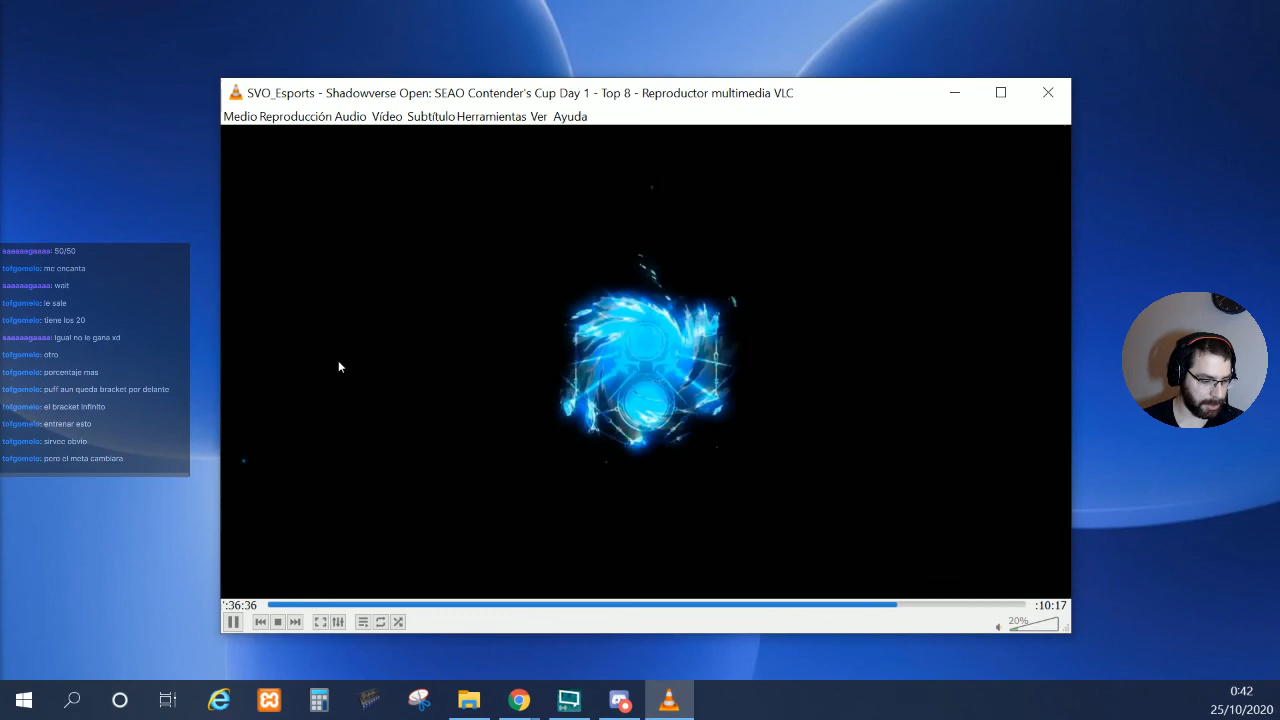 SVO_Esports - Shadowverse Open: SEAO Contender's Cup Day 1 - Top 8 - Reproductor multimedia VLC
Medio Reproducción Audio Vídeo Subtítulo Herramientas Ver Ayuda
saaaaagaaaa: 50/50
tofgomelo: me encanta
saaaaagaaaa: wait
tofgomelo: le sale
tofgomelo: tiene los 20
saaaaagaaaa: Igual no le gana xd
tofgomelo: otro
tofgomelo: porcentaje mas
tofgomelo: puff aun queda bracket por delante
tofgomelo: el bracket infinito
tofgomelo: entrenar esto
tofgomelo: sirvee obvio
tofgomelo: pero el meta cambiara
:36:36
:10:17
20%
0:42
25/10/2020